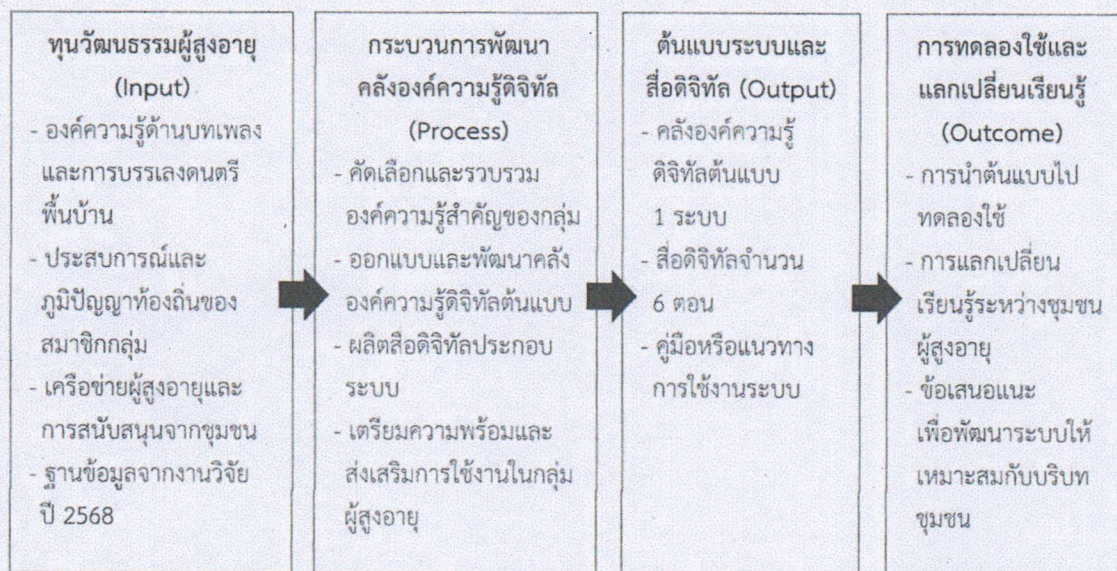 ทุนวัฒนธรรมผู้สูงอายุ
(Input)
- องค์ความรู้ด้านบทเพลง
และการบรรเลงดนตรี
พื้นบ้าน
- ประสบการณ์และ
ภูมิปัญญาท้องถิ่นของ
สมาชิกกลุ่ม
- เครือข่ายผู้สูงอายุและ
การสนับสนุนจากชุมชน
- ฐานข้อมูลจากงานวิจัย
ปี 2568
กระบวนการพัฒนา
คลังองค์ความรู้ดิจิทัล
(Process)
- คัดเลือกและรวบรวม
องค์ความรู้สำคัญของกลุ่ม
- ออกแบบและพัฒนาคลัง
องค์ความรู้ดิจิทัลต้นแบบ
- ผลิตสื่อดิจิทัลประกอบ
ระบบ
- เตรียมความพร้อมและ
ส่งเสริมการใช้งานในกลุ่ม
ผู้สูงอายุ
ต้นแบบระบบและ
สื่อดิจิทัล (Output)
- คลังองค์ความรู้
ดิจิทัลต้นแบบ
1 ระบบ
- สื่อดิจิทัลจำนวน
6 ตอน
- คู่มือหรือแนวทาง
การใช้งานระบบ
การทดลองใช้และ
แลกเปลี่ยนเรียนรู้
(Outcome)
- การนำต้นแบบไป
ทดลองใช้
- การแลกเปลี่ยน
เรียนรู้ระหว่างชุมชน
ผู้สูงอายุ
- ข้อเสนอแนะ
เพื่อพัฒนาระบบให้
เหมาะสมกับบริบท
ชุมชน